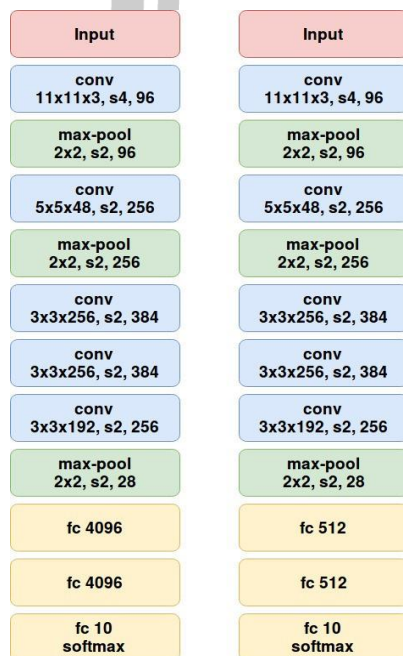 Input
conv
11x11x3, s4, 96
max-pool
2x2, s2, 96
conv
5x5x48, s2, 256
max-pool
2x2, s2, 256
conv
3x3x256, s2, 384
conv
3x3x256, s2, 384
conv
3x3x192, s2, 256
max-pool
2x2, s2, 28
fc 4096
fc 4096
fc 10
softmax
Input
conv
11x11x3, s4, 96
max-pool
2x2, s2, 96
conv
5x5x48, s2, 256
max-pool
2x2, s2, 256
conv
3x3x256, s2, 384
conv
3x3x256, s2, 384
conv
3x3x192, s2, 256
max-pool
2x2, s2, 28
fc 512
fc 512
fc 10
softmax